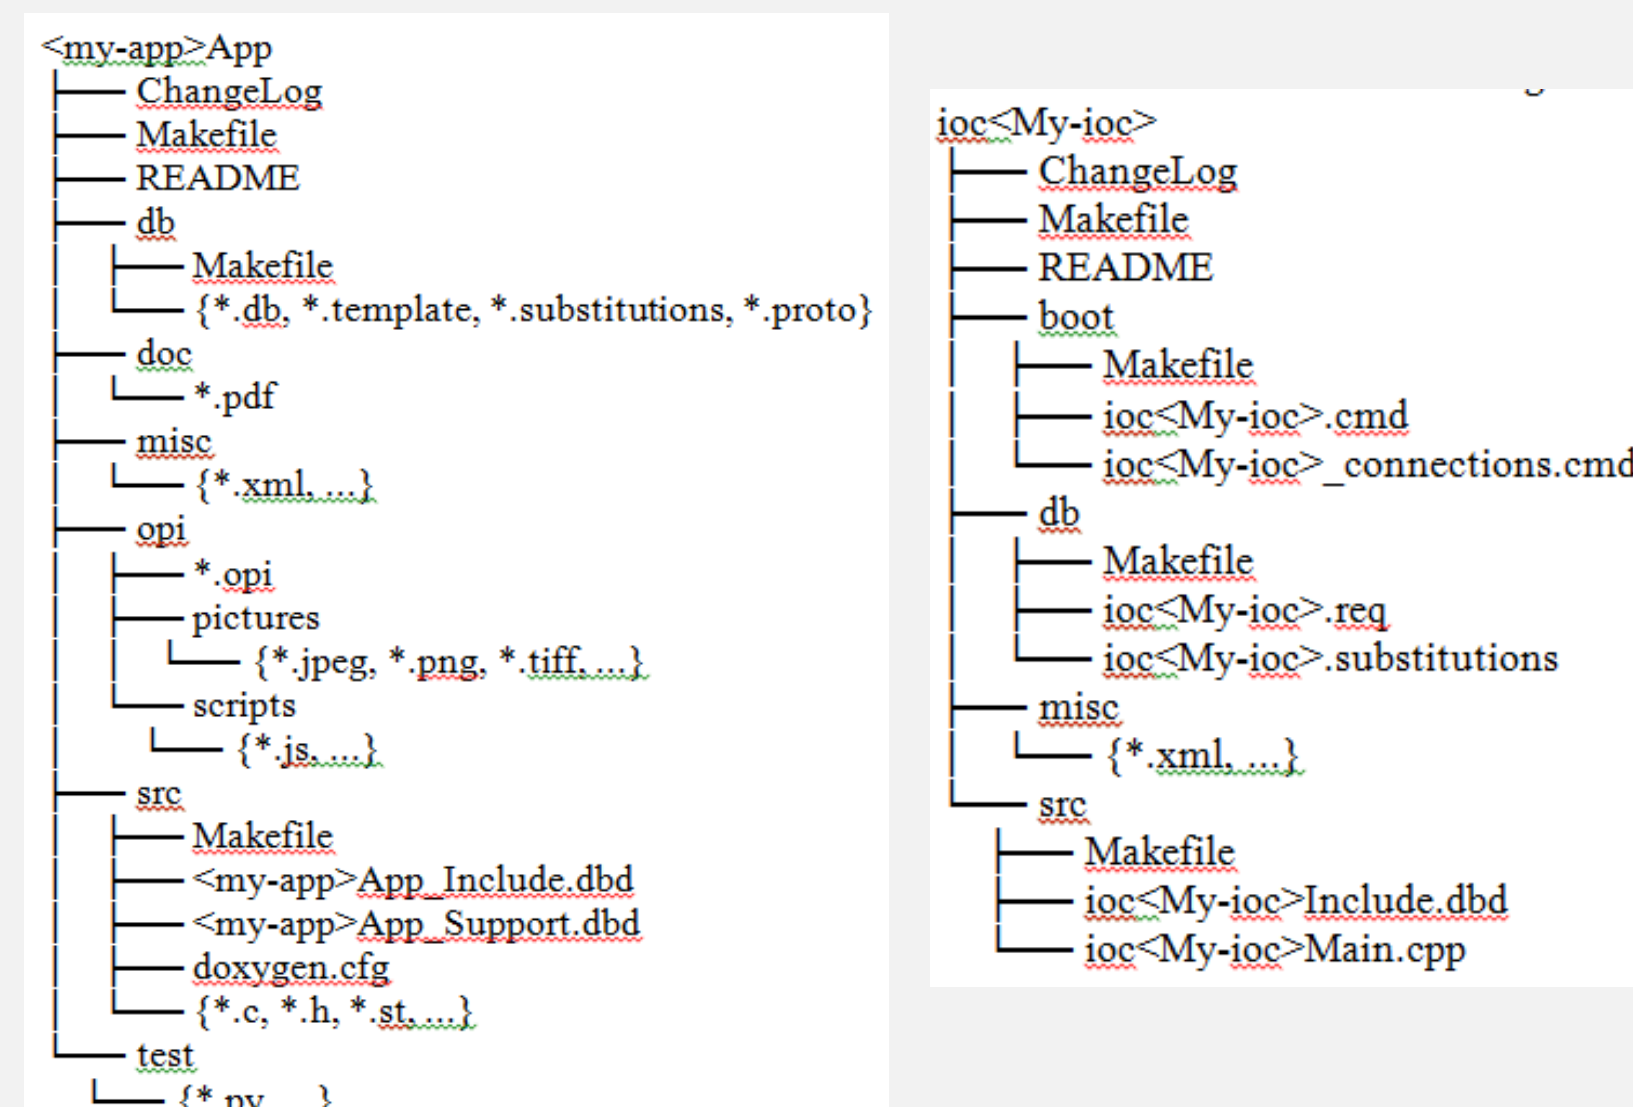 <my-app>App
ChangeLog
Makefile
README
db
Makefile
{*.db, *.template, *.substitutions, *.proto}
doc
*.pdf
misc
{*.xml, ...}
opi
*.opi
pictures
{*.jpeg, *.png, *.tiff, ...}
scripts
{*.js, ...}
src
Makefile
<my-app>App_Include.dbd
<my-app>App_Support.dbd
doxygen.cfg
{*.c, *.h, *.st, ...}
test
{*.py, ...}
ioc<My-ioc>
ChangeLog
Makefile
README
boot
Makefile
ioc<My-ioc>.cmd
ioc<My-ioc>_connections.cmd
db
Makefile
ioc<My-ioc>.req
ioc<My-ioc>.substitutions
misc
{*.xml, ...}
src
Makefile
ioc<My-ioc>Include.dbd
ioc<My-ioc>Main.cpp